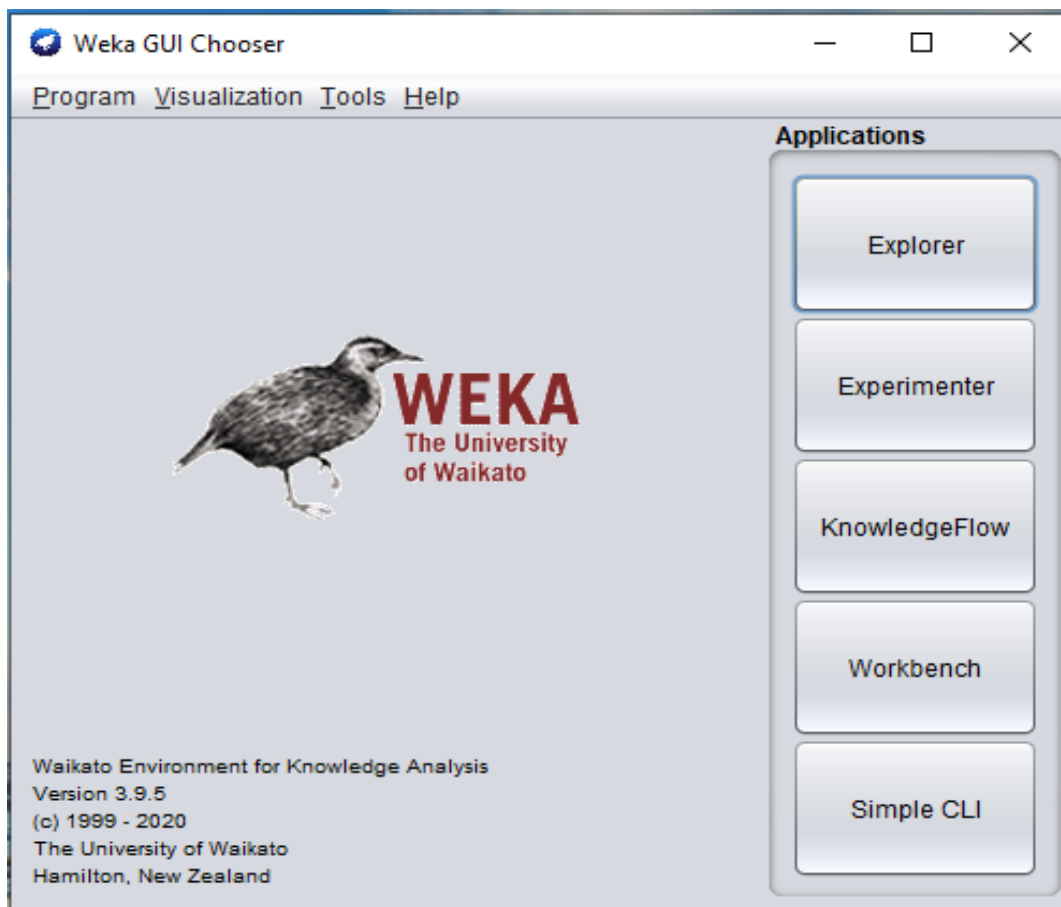 Weka GUI Chooser
Program Visualization Tools Help
Applications
Explorer
Experimenter
KnowledgeFlow
Workbench
Simple CLI
WEKA
The University
of Waikato
Waikato Environment for Knowledge Analysis
Version 3.9.5
(c) 1999 - 2020
The University of Waikato
Hamilton, New Zealand